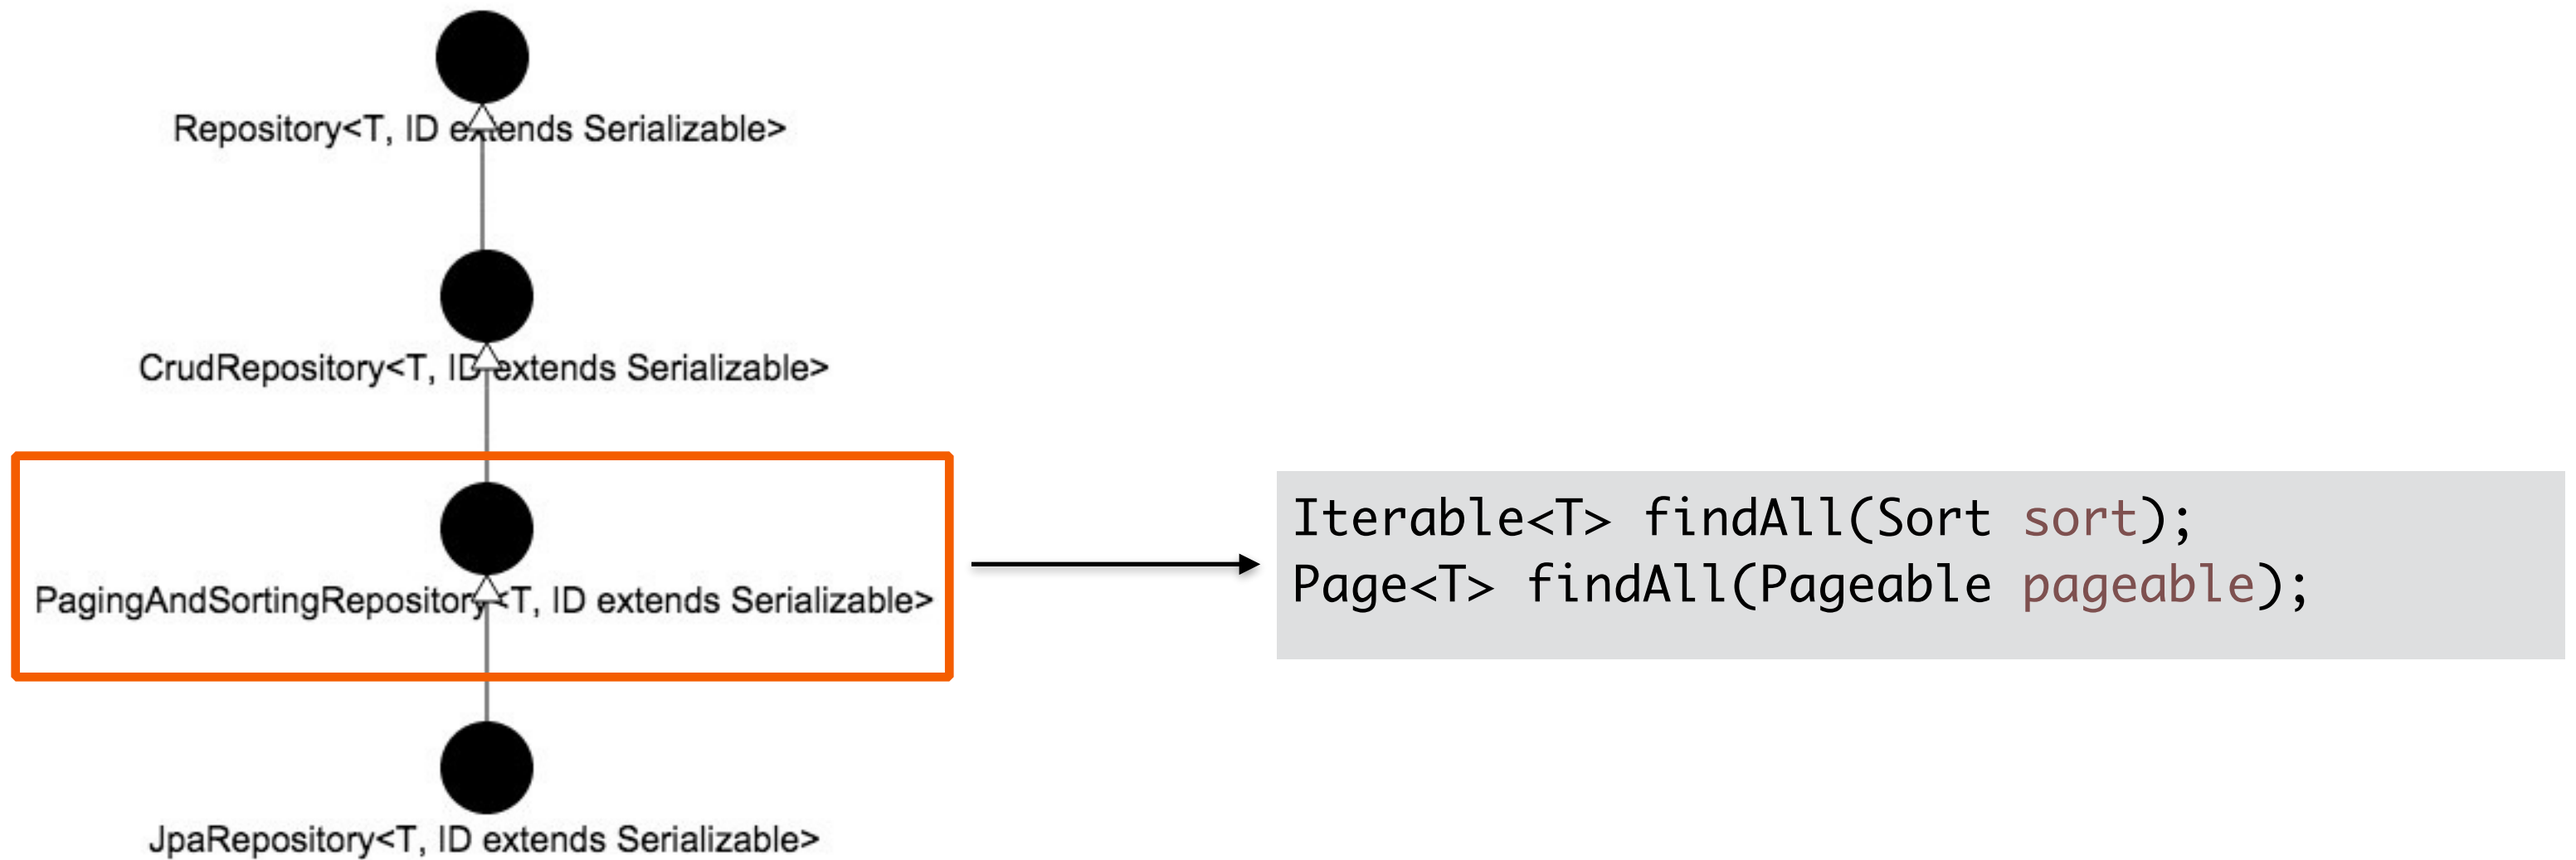 Repository<T, ID extends Serializable>
CrudRepository<T, ID extends Serializable>
PagingAndSortingRepository<T, ID extends Serializable>
JpaRepository<T, ID extends Serializable>
Iterable<T> findAll(Sort sort);
Page<T> findAll(Pageable pageable);